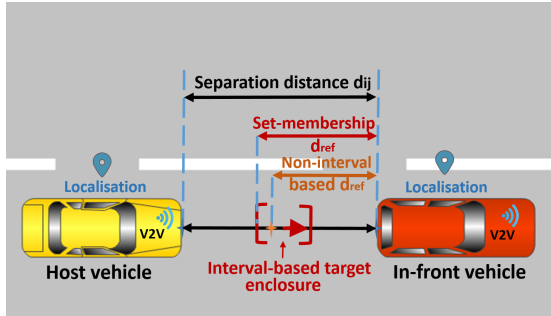 Separation distance dij
Set-membership
dref
Non-interval
based dref
Localisation
Localisation
V2V
V2V
Host vehicle
Interval-based target
enclosure
In-front vehicle